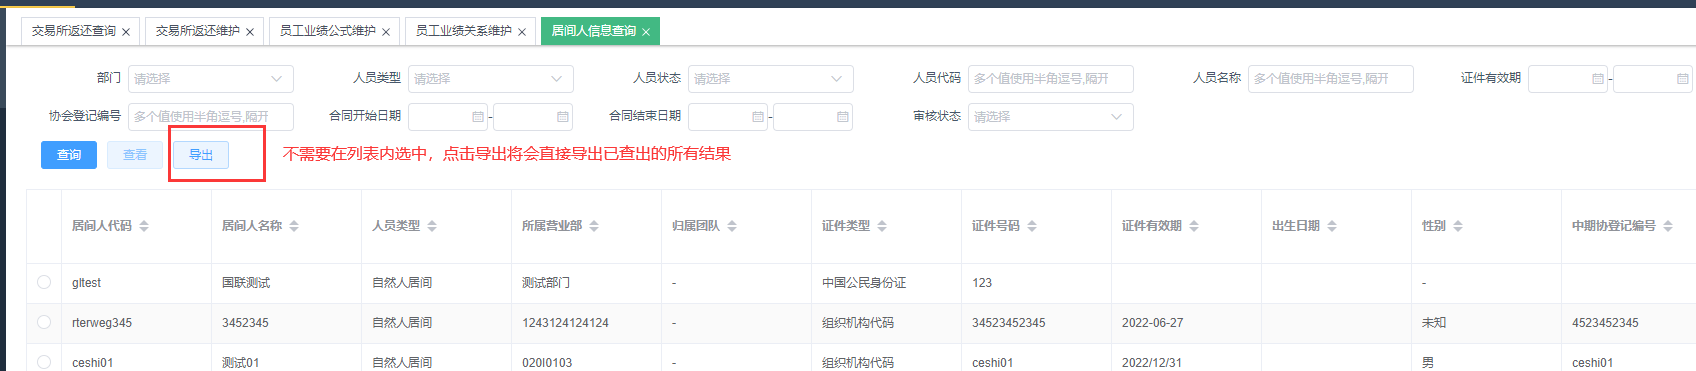 交易所返还查询 × 交易所返还维护 × 员工业绩公式维护 × 员工业绩关系维护 × 居间人信息查询 ×
部门 请选择 人员类型 请选择 人员状态 请选择 人员代码 多个值使用半角逗号,隔开 人员名称 多个值使用半角逗号,隔开 证件有效期 -
协会登记编号 多个值使用半角逗号,隔开 合同开始日期 - 合同结束日期 - 审核状态 请选择
查询 查看 导出 不需要在列表内选中，点击导出将会直接导出已查出的所有结果
居间人代码 居间人名称 人员类型 所属营业部 归属团队 证件类型 证件号码 证件有效期 出生日期 性别 中期协登记编号
gltest 国联测试 自然人居间 测试部门 - 中国公民身份证 123 -
rterweg345 3452345 自然人居间 1243124124124 - 组织机构代码 34523452345 2022-06-27 未知 4523452345
ceshi01 测试01 自然人居间 020I0103 - 组织机构代码 ceshi01 2022/12/31 男 ceshi01